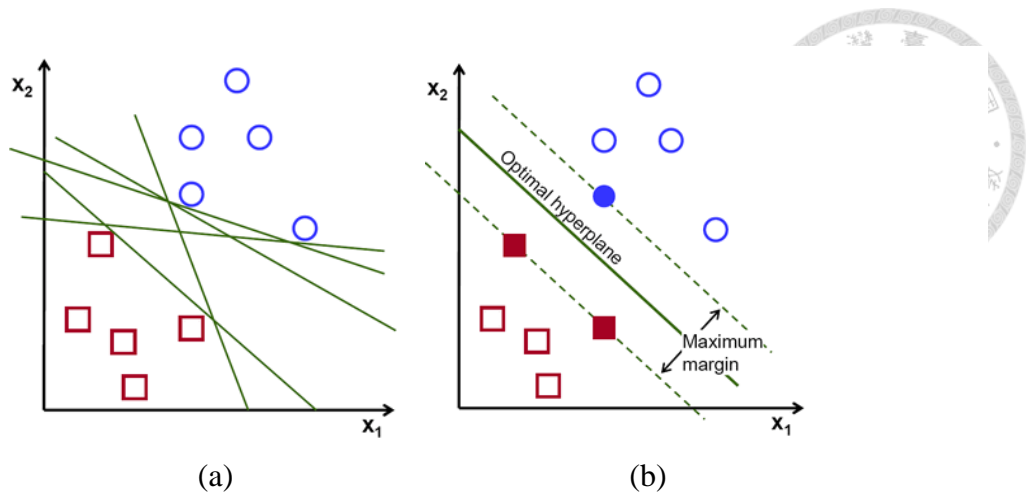 x₂
x₁
(a)
x₂
Optimal hyperplane
Maximum
margin
x₁
(b)